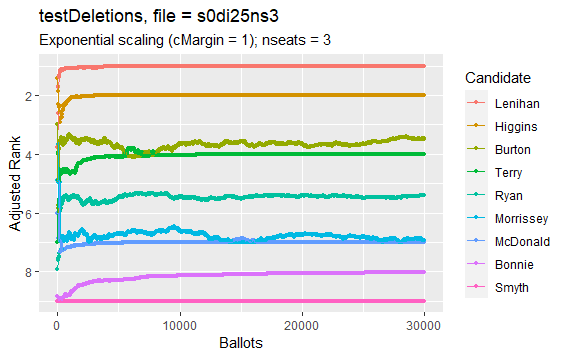 testDeletions, file = s0di25ns3
Exponential scaling (cMargin = 1); nseats = 3
Adjusted Rank
2
4
6
8
0
10000
20000
30000
Ballots
Candidate
Lenihan
Higgins
Burton
Terry
Ryan
Morrissey
McDonald
Bonnie
Smyth